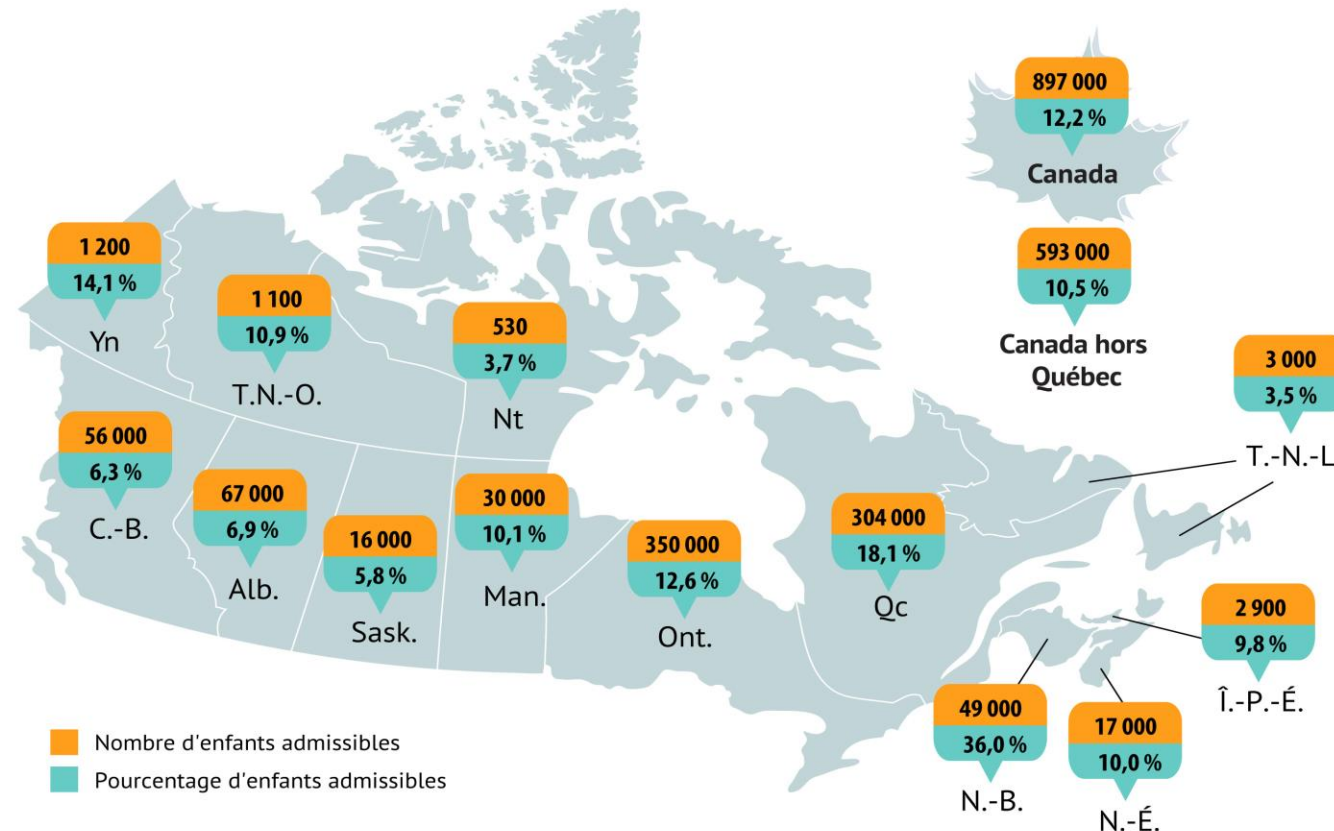 897 000
12,2 %
Canada
593 000
10,5 %
Canada hors
Québec
1 200
14,1 %
Yn
1 100
10,9 %
T.N.-O.
530
3,7 %
Nt
3 000
3,5 %
T.-N.-L
56 000
6,3 %
C.-B.
67 000
6,9 %
Alb.
16 000
5,8 %
Sask.
30 000
10,1 %
Man.
350 000
12,6 %
Ont.
304 000
18,1 %
Qc
2 900
9,8 %
Î.-P.-É.
49 000
36,0 %
N.-B.
17 000
10,0 %
N.-É.
Nombre d'enfants admissibles
Pourcentage d'enfants admissibles